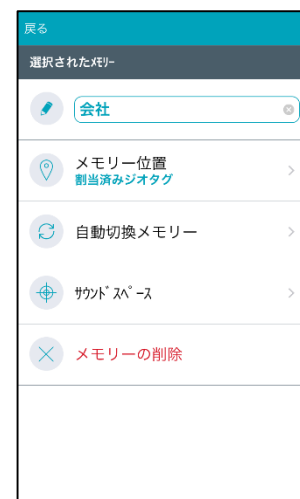 戻る
選択されたﾒﾓﾘｰ
会社
メモリー位置
割当済みジオタグ
自動切換メモリー
ｻｳﾝﾄﾞｽﾍﾟｰｽ
メモリーの削除